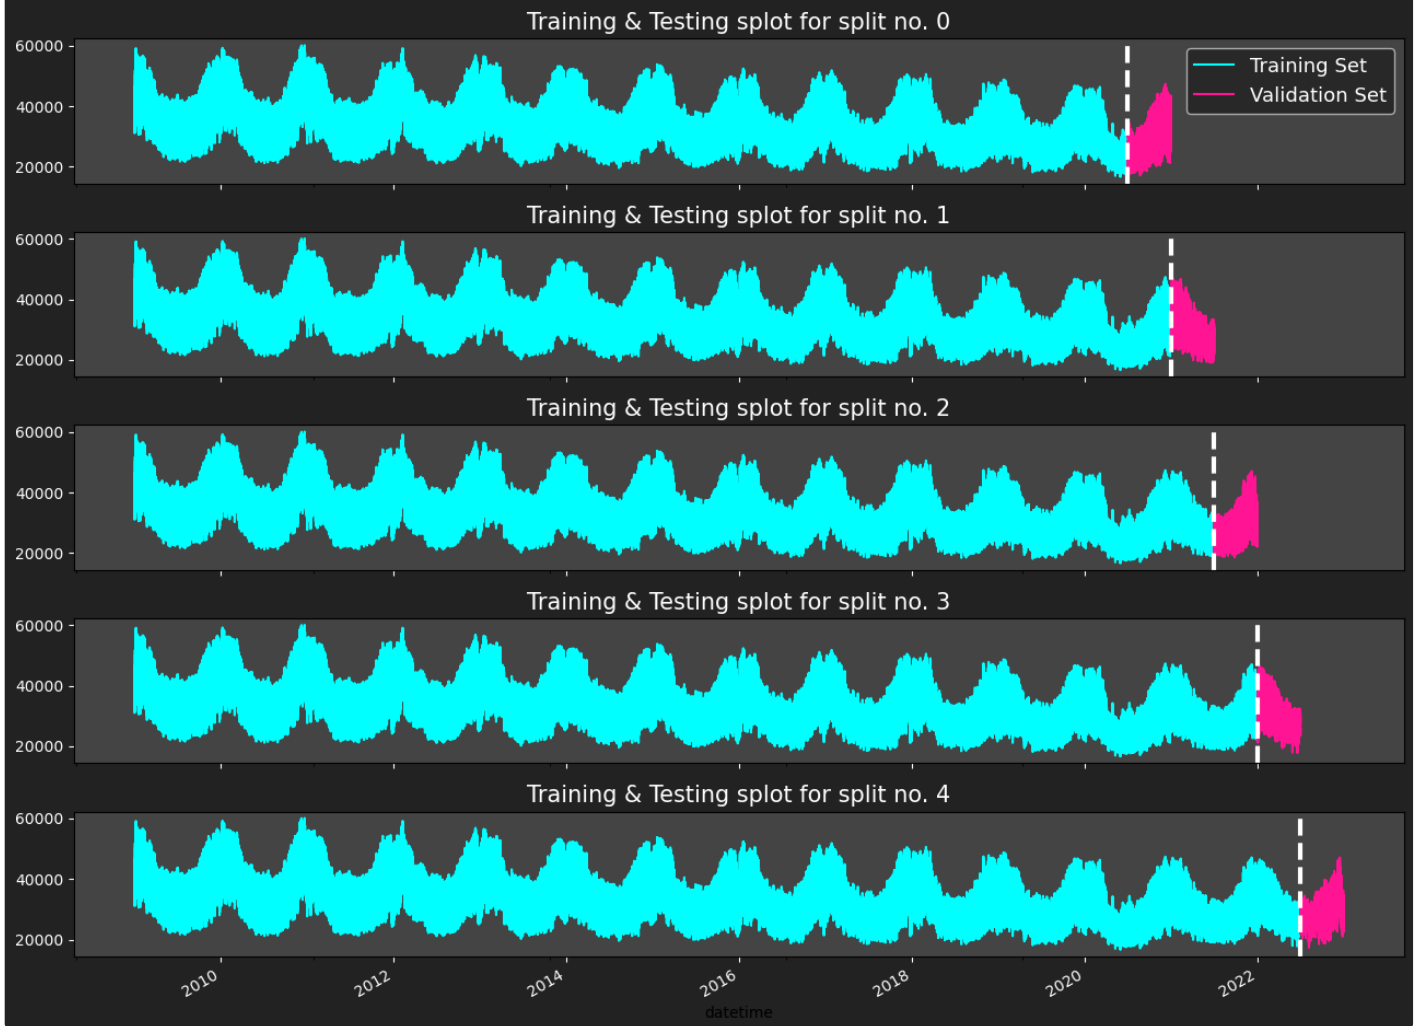 Training & Testing splot for split no. 0
60000
40000
20000
Training Set
Validation Set
Training & Testing splot for split no. 1
60000
40000
20000
Training & Testing splot for split no. 2
60000
40000
20000
Training & Testing splot for split no. 3
60000
40000
20000
Training & Testing splot for split no. 4
60000
40000
20000
2010 2012 2014 2016 2018 2020 2022
datetime